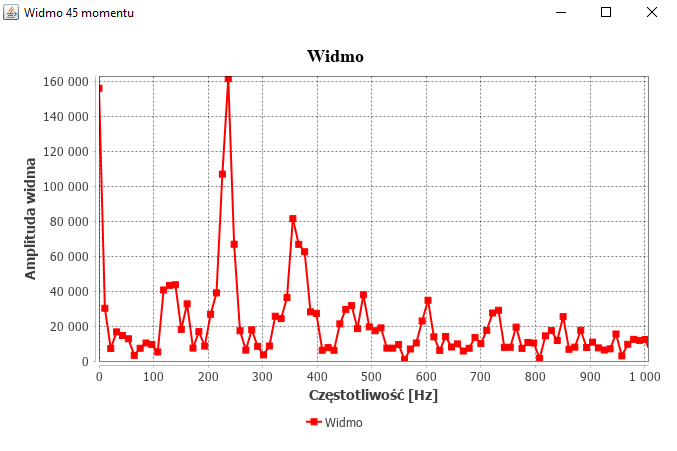 Widmo 45 momentu
Widmo
160 000
140 000
120 000
100 000
80 000
60 000
40 000
20 000
0
Amplituda widma
0 100 200 300 400 500 600 700 800 900 1 000
Częstotliwość [Hz]
Widmo